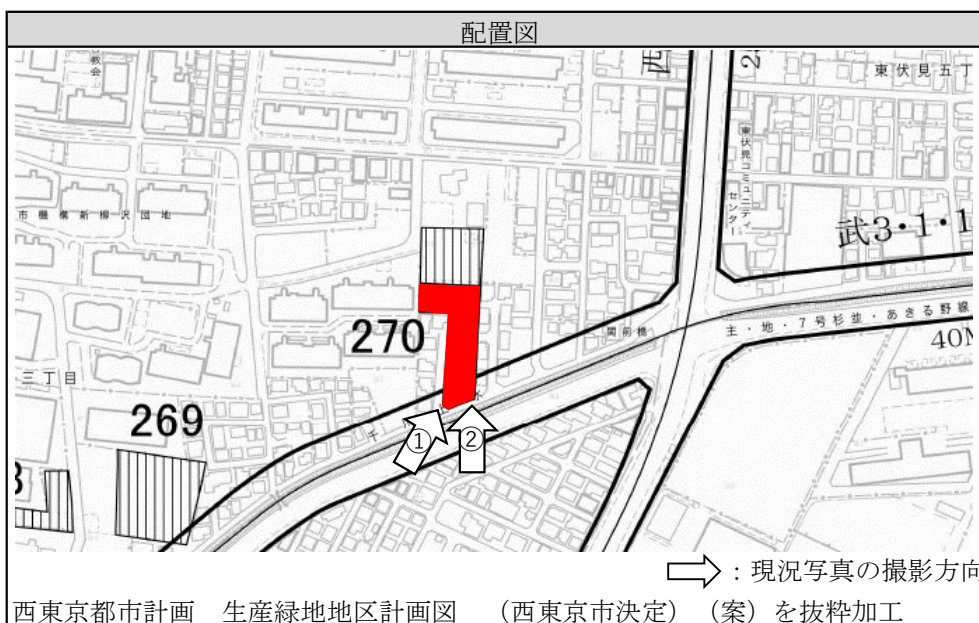 配置図
教会
西
2
東伏見五丁
東伏見コミュニティ
センター
市機構新柳沢団地
武3・1・1
270
関前橋
主・地・7号杉並・あきる野線
40M
三丁目
269
①
②
：現況写真の撮影方向
西東京都市計画　生産緑地地区計画図　（西東京市決定）（案）を抜粋加工